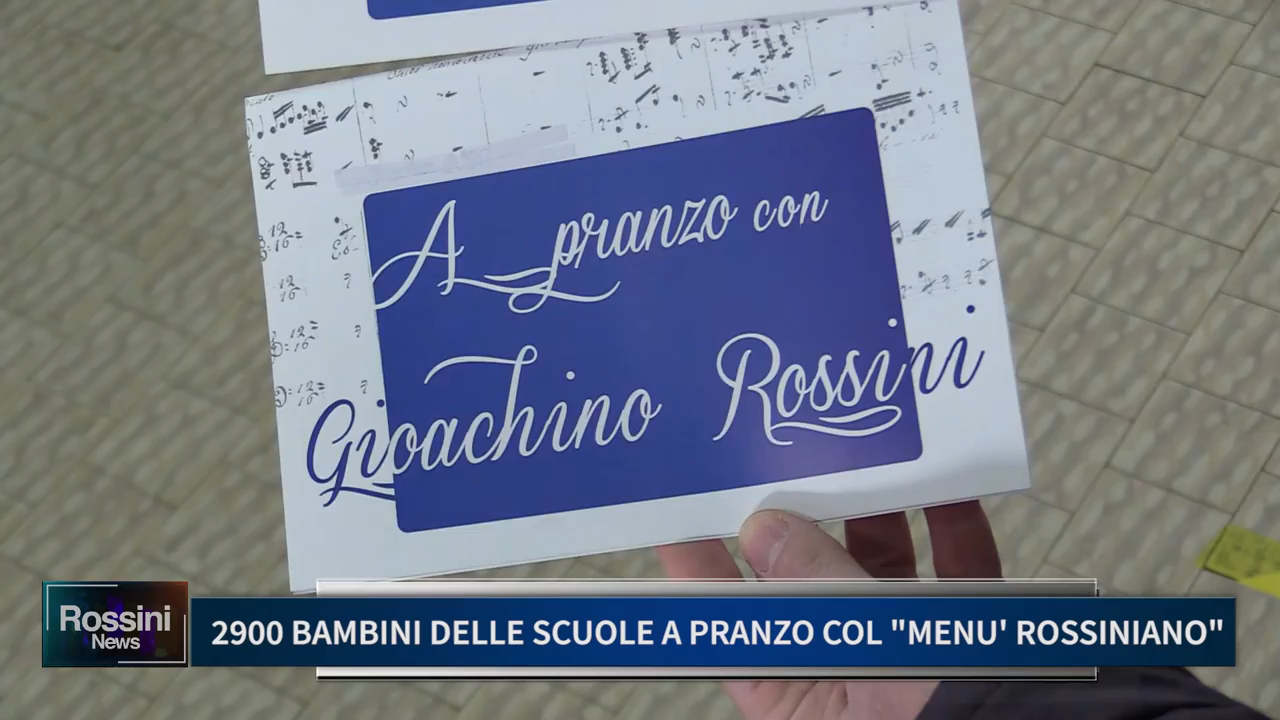 A pranzo con
Gioachino Rossini
Rossini
News
2900 BAMBINI DELLE SCUOLE A PRANZO COL "MENU' ROSSINIANO"